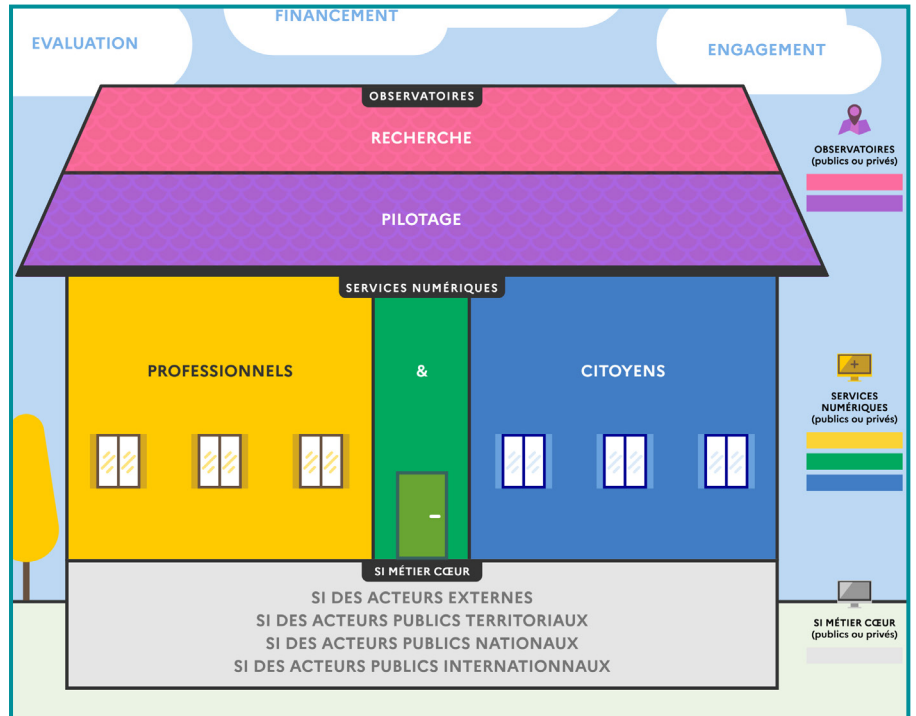 FINANCEMENT
EVALUATION
ENGAGEMENT
OBSERVATOIRES
RECHERCHE
PILOTAGE
SERVICES NUMÉRIQUES
PROFESSIONNELS
&
CITOYENS
SI MÉTIER CŒUR
SI DES ACTEURS EXTERNES
SI DES ACTEURS PUBLICS TERRITORIAUX
SI DES ACTEURS PUBLICS NATIONAUX
SI DES ACTEURS PUBLICS INTERNATIONNAUX
OBSERVATOIRES
(publics ou privés)
SERVICES
NUMÉRIQUES
(publics ou privés)
SI MÉTIER CŒUR
(publics ou privés)